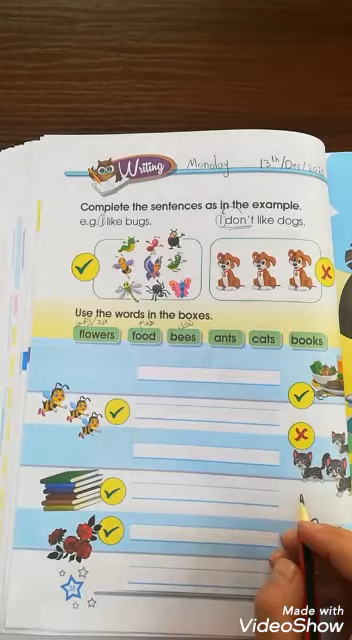 Writing Monday 13th/Dec/202
Complete the sentences as in the example.
e.g. I like bugs. I don't like dogs.
Use the words in the boxes.
flowers food bees ants cats books
Made with
VideoShow